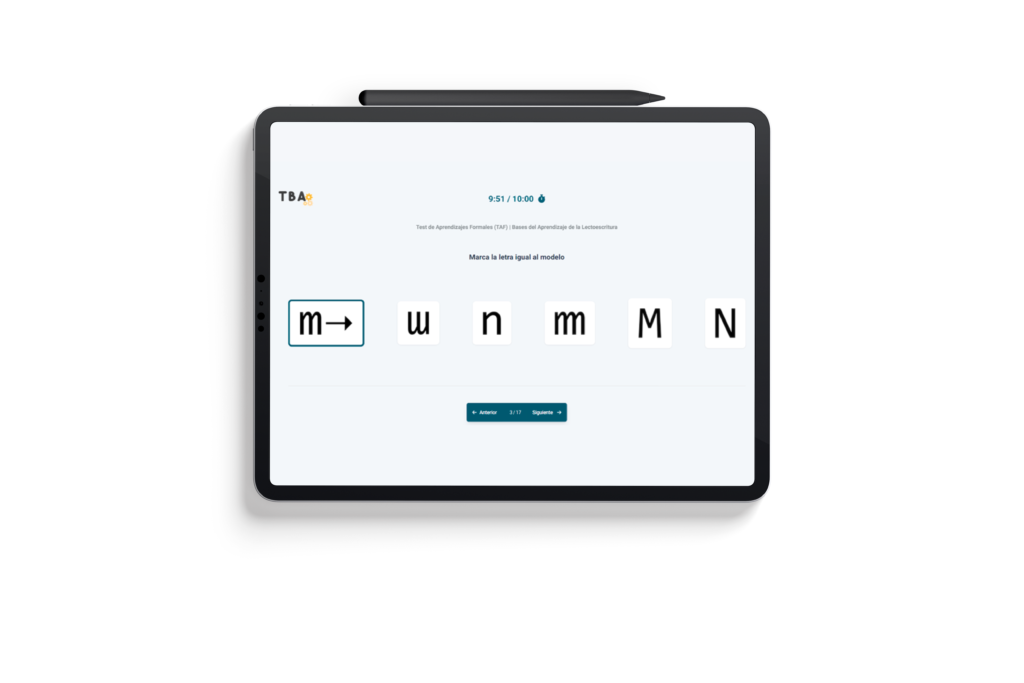 TBA
9:51 / 10:00
Test de Aprendizajes Formales (TAF) | Bases del Aprendizaje de la Lectoescritura
Marca la letra igual al modelo
m→ ɯ n M N
← Anterior 3 / 17 Siguiente →